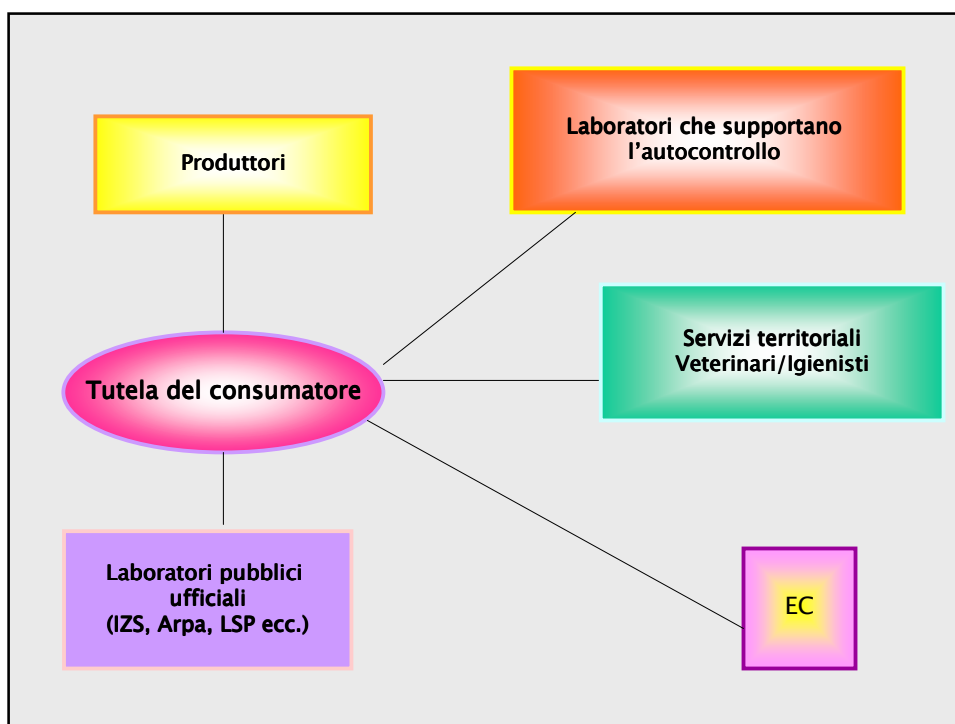 Produttori
Laboratori che supportano
l’autocontrollo
Servizi territoriali
Veterinari/Igienisti
Tutela del consumatore
Laboratori pubblici
ufficiali
(IZS, Arpa, LSP ecc.)
EC